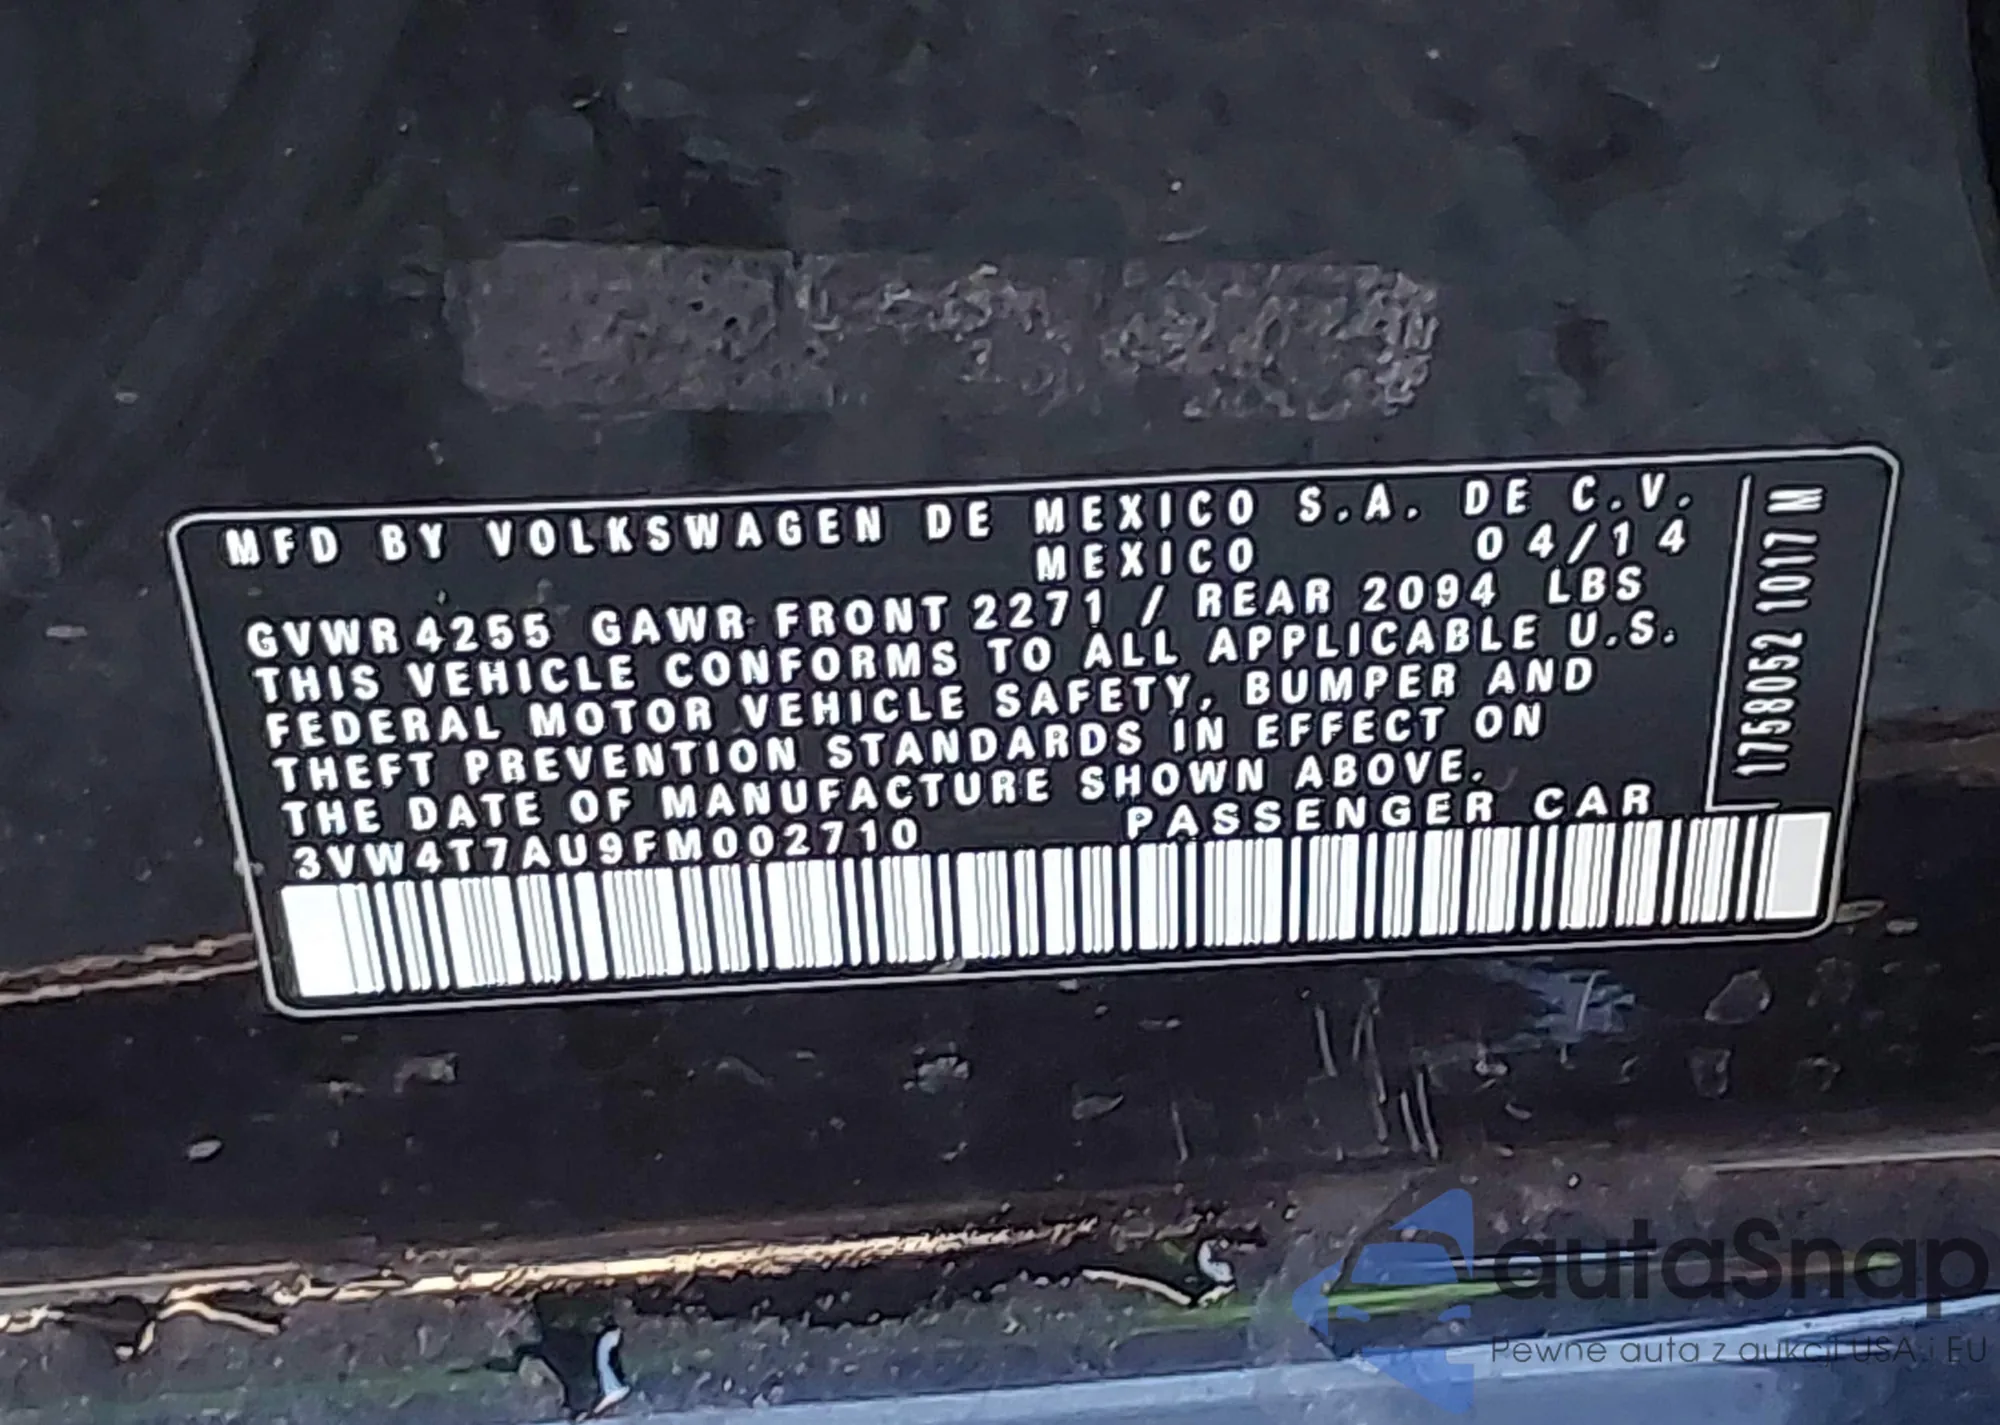 MFD BY VOLKSWAGEN DE MEXICO S.A. DE C.V.
MEXICO 04/14
GVWR 4255 GAWR FRONT 2271 / REAR 2094 LBS
THIS VEHICLE CONFORMS TO ALL APPLICABLE U.S.
FEDERAL MOTOR VEHICLE SAFETY, BUMPER AND
THEFT PREVENTION STANDARDS IN EFFECT ON
THE DATE OF MANUFACTURE SHOWN ABOVE.
3VW4T7AU9FM002710 PASSENGER CAR
1758052 1017 M
autaSnap
Pewne auta z aukcji USA i EU